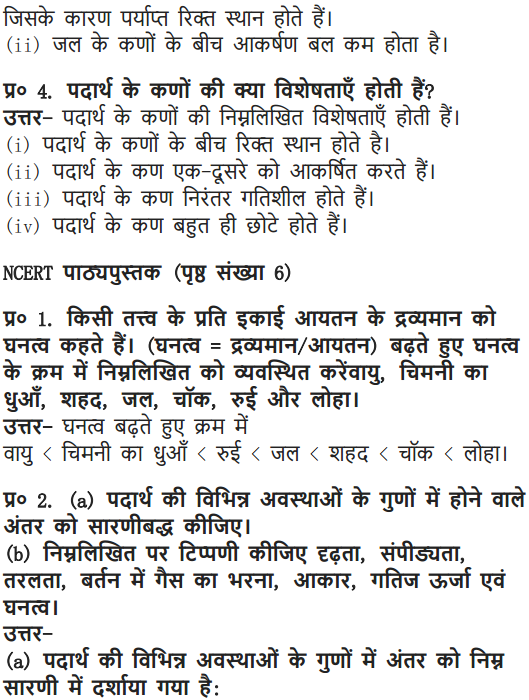 जिसके कारण पर्याप्त रिक्त स्थान होते हैं।
(ii) जल के कणों के बीच आकर्षण बल कम होता है।
प्र० 4. पदार्थ के कणों की क्या विशेषताएँ होती हैं?
उत्तर- पदार्थ के कणों की निम्नलिखित विशेषताएँ होती हैं।
(i) पदार्थ के कणों के बीच रिक्त स्थान होते है।
(ii) पदार्थ के कण एक-दूसरे को आकर्षित करते हैं।
(iii) पदार्थ के कण निरंतर गतिशील होते हैं।
(iv) पदार्थ के कण बहुत ही छोटे होते हैं।
NCERT पाठ्यपुस्तक (पृष्ठ संख्या 6)
प्र० 1. किसी तत्त्व के प्रति इकाई आयतन के द्रव्यमान को
घनत्व कहते हैं। (घनत्व = द्रव्यमान/आयतन) बढ़ते हुए घनत्व
के क्रम में निम्नलिखित को व्यवस्थित करेंवायु, चिमनी का
धुआँ, शहद, जल, चॉक, रुई और लोहा।
उत्तर- घनत्व बढ़ते हुए क्रम में
वायु < चिमनी का धुआँ < रुई < जल < शहद < चॉक < लोहा।
प्र० 2. (a) पदार्थ की विभिन्न अवस्थाओं के गुणों में होने वाले
अंतर को सारणीबद्ध कीजिए।
(b) निम्नलिखित पर टिप्पणी कीजिए दृढ़ता, संपीड्यता,
तरलता, बर्तन में गैस का भरना, आकार, गतिज ऊर्जा एवं
घनत्व।
उत्तर-
(a) पदार्थ की विभिन्न अवस्थाओं के गुणों में अंतर को निम्न
सारणी में दर्शाया गया है: